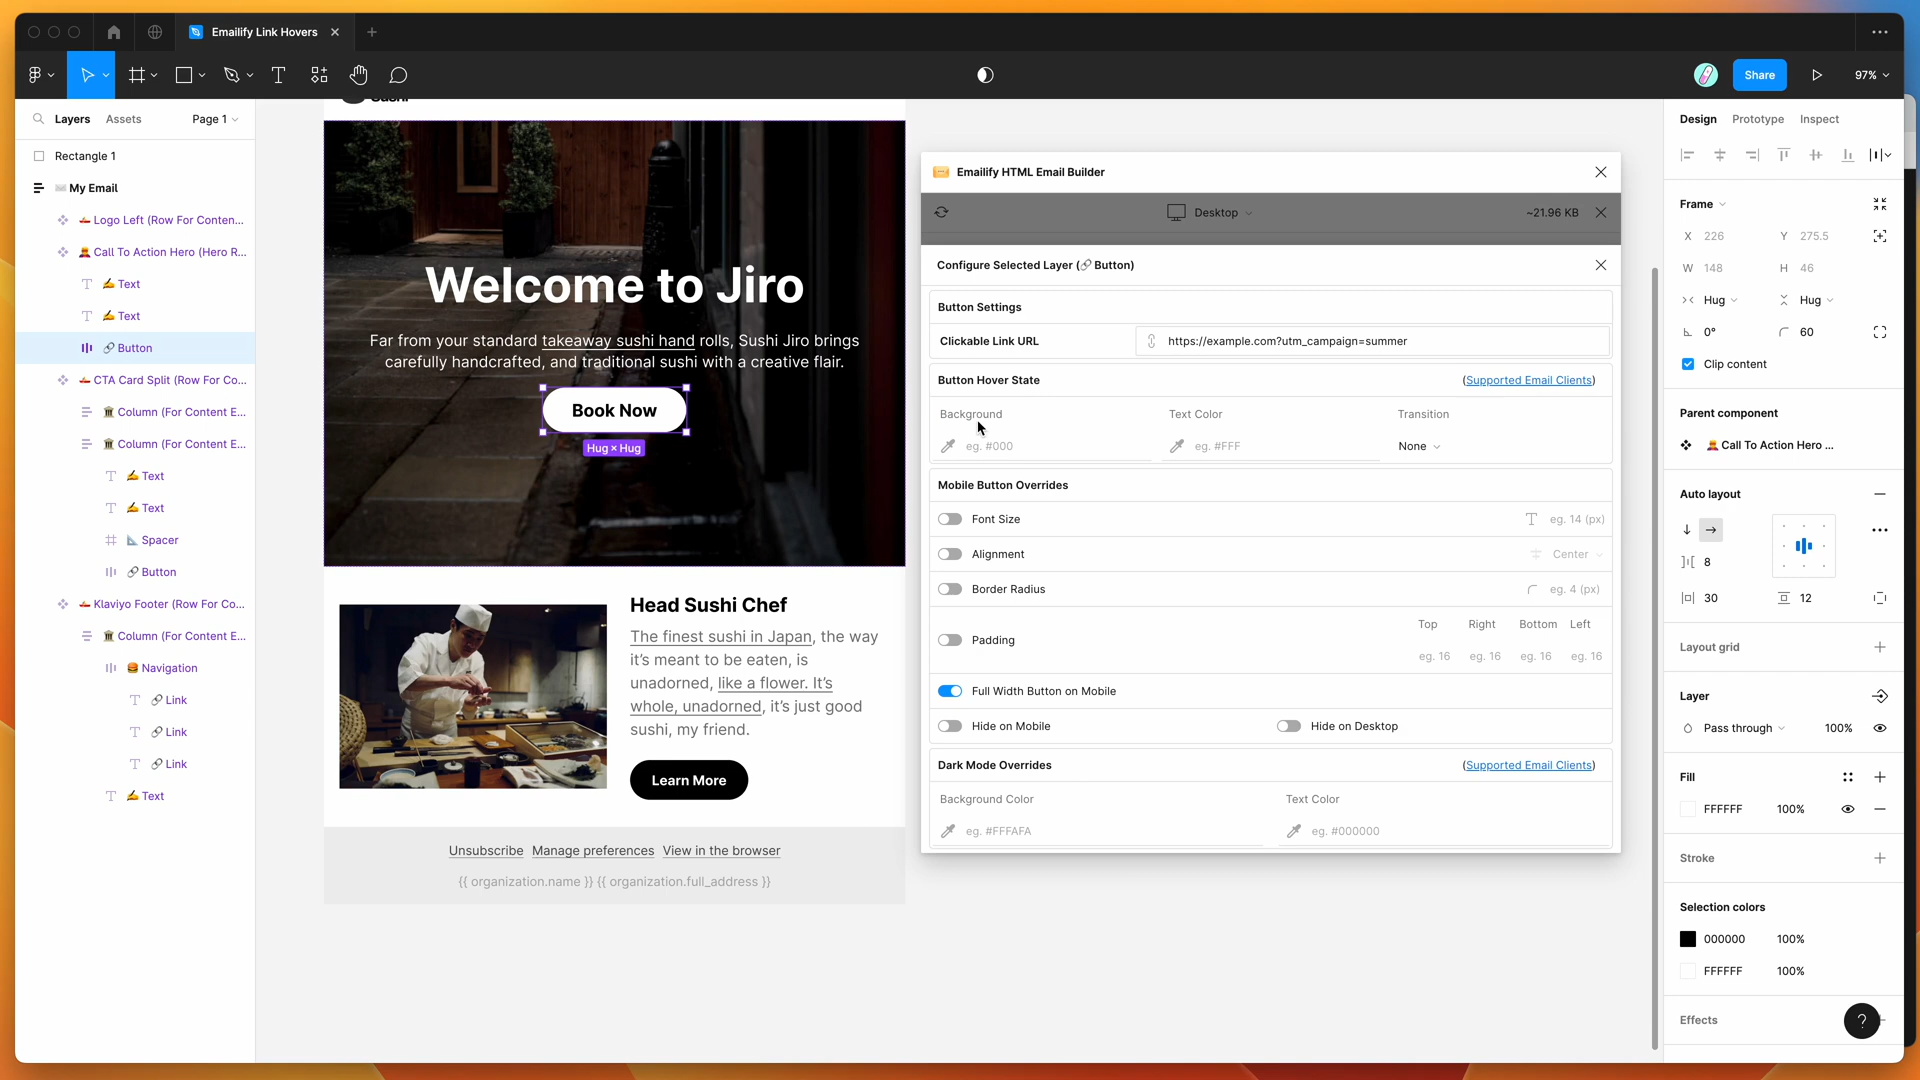 Emailify Link Hovers
Share
97%
Layers
Assets
Page 1
Rectangle 1
My Email
Logo Left (Row For Conten...
Call To Action Hero (Hero R...
Text
Text
Button
CTA Card Split (Row For Co...
Column (For Content E...
Column (For Content E...
Text
Text
Spacer
Button
Klaviyo Footer (Row For Co...
Column (For Content E...
Navigation
Link
Link
Link
Text
Sushi
Welcome to Jiro
Far from your standard takeaway sushi hand rolls, Sushi Jiro brings
carefully handcrafted, and traditional sushi with a creative flair.
Book Now
Hug × Hug
Head Sushi Chef
The finest sushi in Japan, the way
it's meant to be eaten, is
unadorned, like a flower. It's
whole, unadorned, it's just good
sushi, my friend.
Learn More
Unsubscribe Manage preferences View in the browser
{{ organization.name }} {{ organization.full_address }}
Emailify HTML Email Builder
Desktop
~21.96 KB
Configure Selected Layer (🔗 Button)
Button Settings
Clickable Link URL
https://example.com?utm_campaign=summer
Button Hover State
(Supported Email Clients)
Background
Text Color
Transition
eg. #000
eg. #FFF
None
Mobile Button Overrides
Font Size
eg. 14 (px)
Alignment
Center
Border Radius
eg. 4 (px)
Top
Right
Bottom
Left
Padding
eg. 16
eg. 16
eg. 16
eg. 16
Full Width Button on Mobile
Hide on Mobile
Hide on Desktop
Dark Mode Overrides
(Supported Email Clients)
Background Color
Text Color
eg. #FFFAFA
eg. #000000
Design
Prototype
Inspect
Frame
X 226
Y 275.5
W 148
H 46
Hug
Hug
0°
60
Clip content
Parent component
Call To Action Hero ...
Auto layout
8
30
12
Layout grid
Layer
Pass through
100%
Fill
FFFFFF
100%
Stroke
Selection colors
000000
100%
FFFFFF
100%
Effects
?